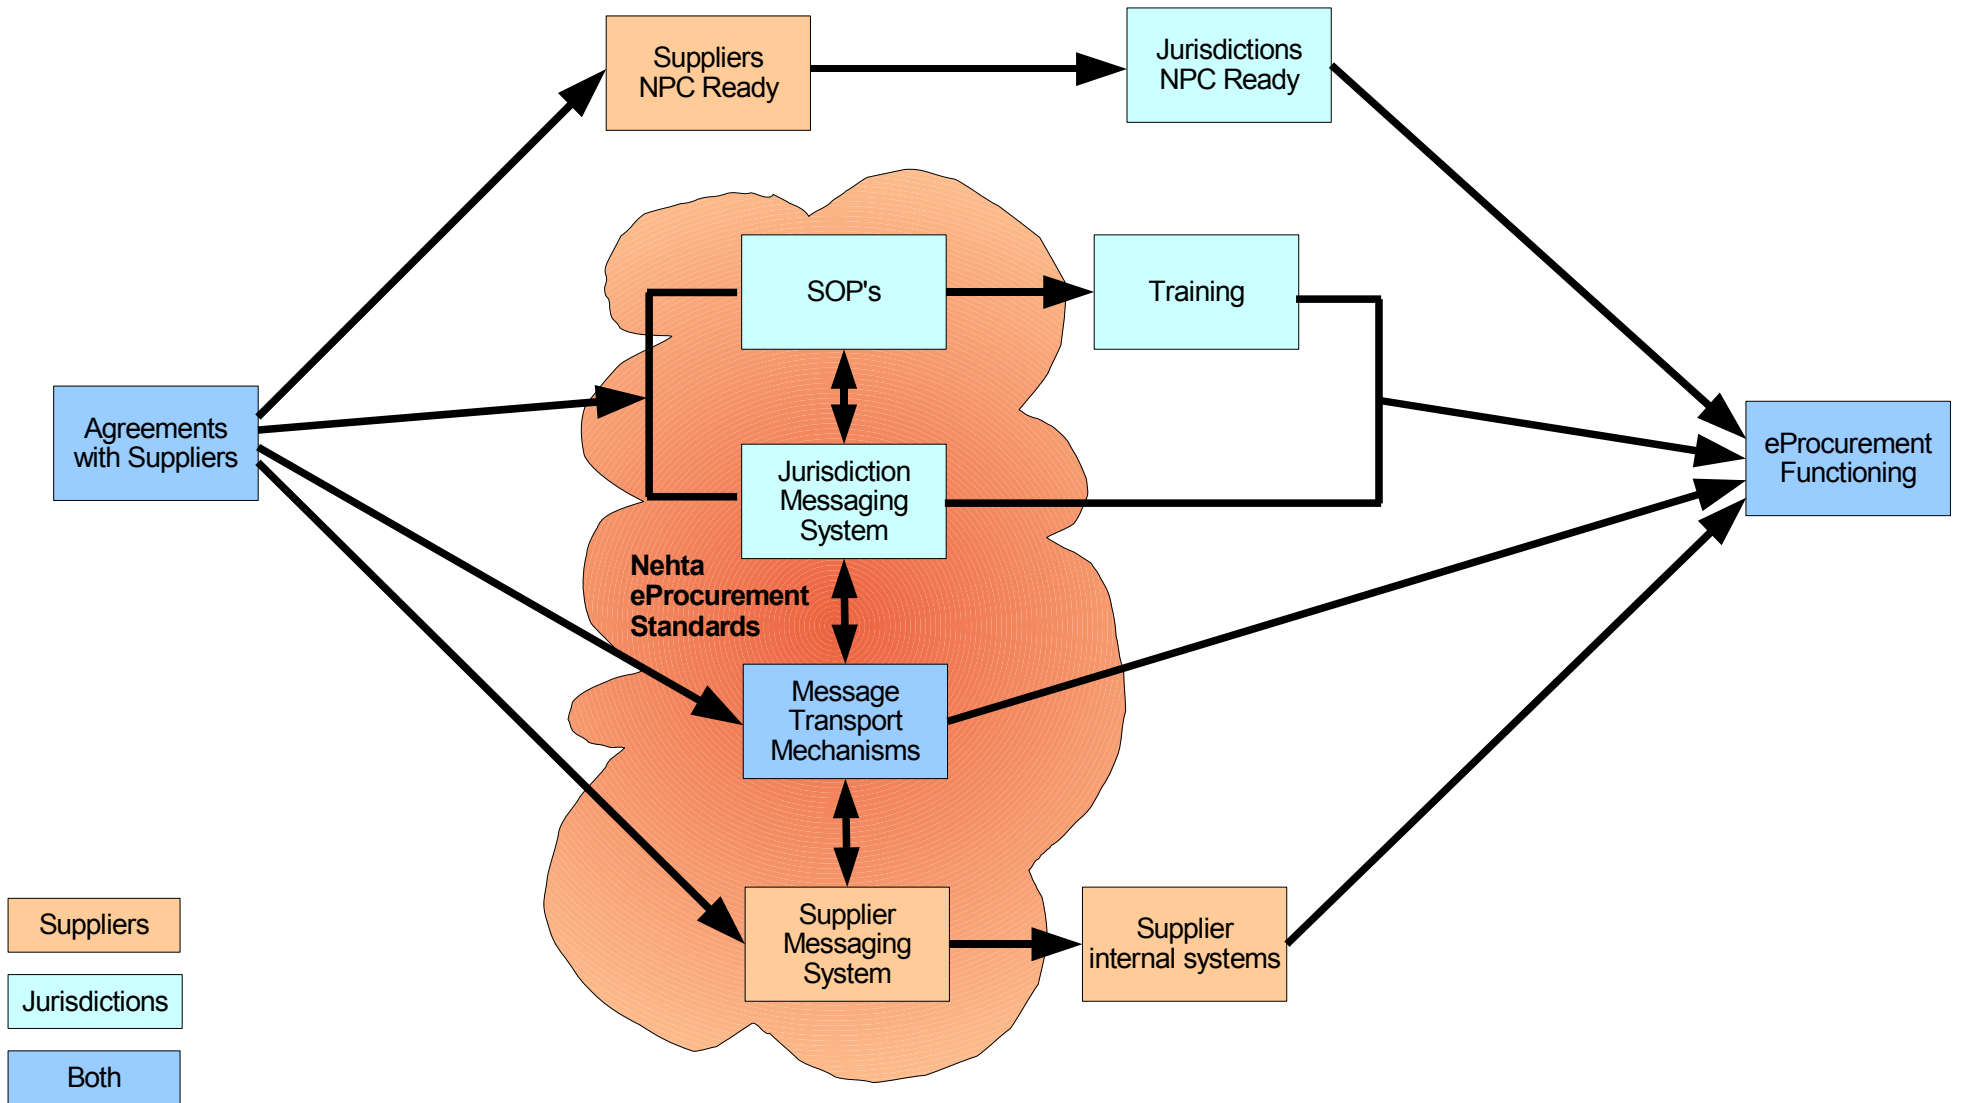 Suppliers
NPC Ready
Jurisdictions
NPC Ready
SOP's
Training
Agreements
with Suppliers
Jurisdiction
Messaging
System
eProcurement
Functioning
Nehta
eProcurement
Standards
Message
Transport
Mechanisms
Supplier
Messaging
System
Supplier
internal systems
Suppliers
Jurisdictions
Both